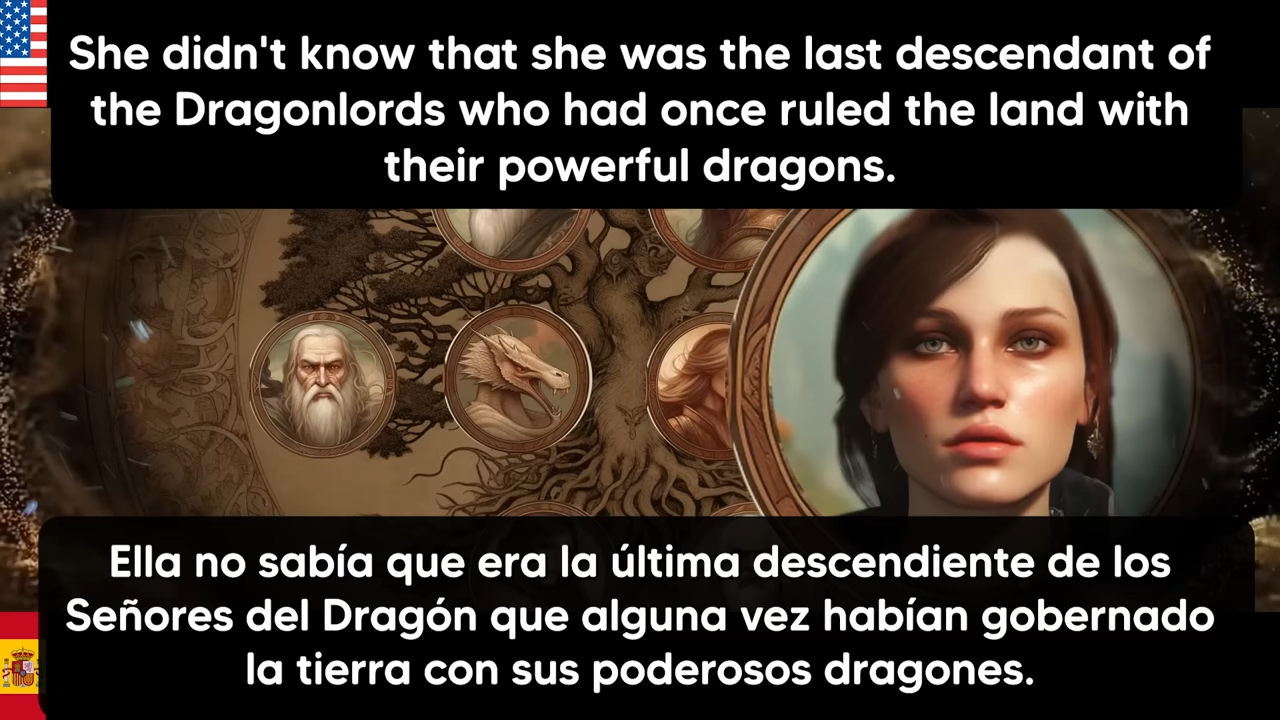 She didn't know that she was the last descendant of
the Dragonlords who had once ruled the land with
their powerful dragons.
Ella no sabía que era la última descendiente de los
Señores del Dragón que alguna vez habían gobernado
la tierra con sus poderosos dragones.